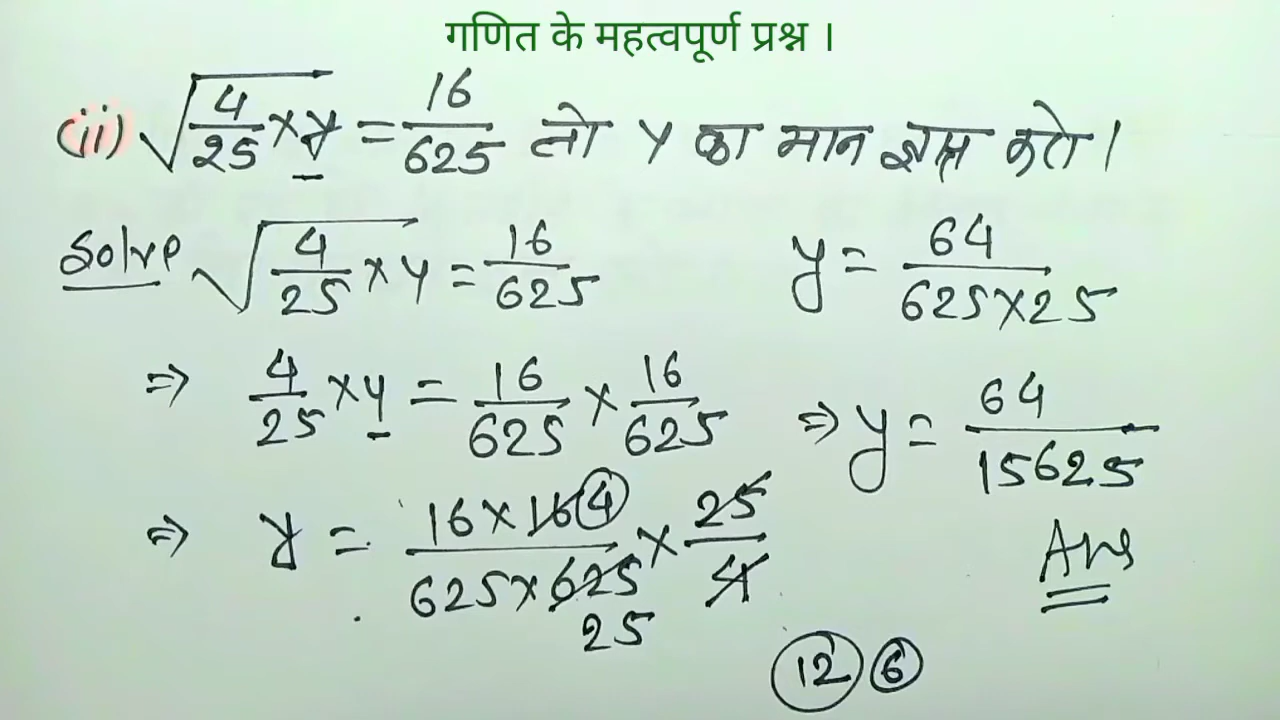 गणित के महत्वपूर्ण प्रश्न ।
(ii) √(4/25 × y) = 16/625 तो y का मान ज्ञात करो ।
Solve √(4/25 × y) = 16/625
⇒ 4/25 × y = 16/625 × 16/625
⇒ y = 16 × 16 4 / 625 × 625 25 × 25/4
y = 64 / 625 × 25
⇒ y = 64 / 15625
Ans
12 6